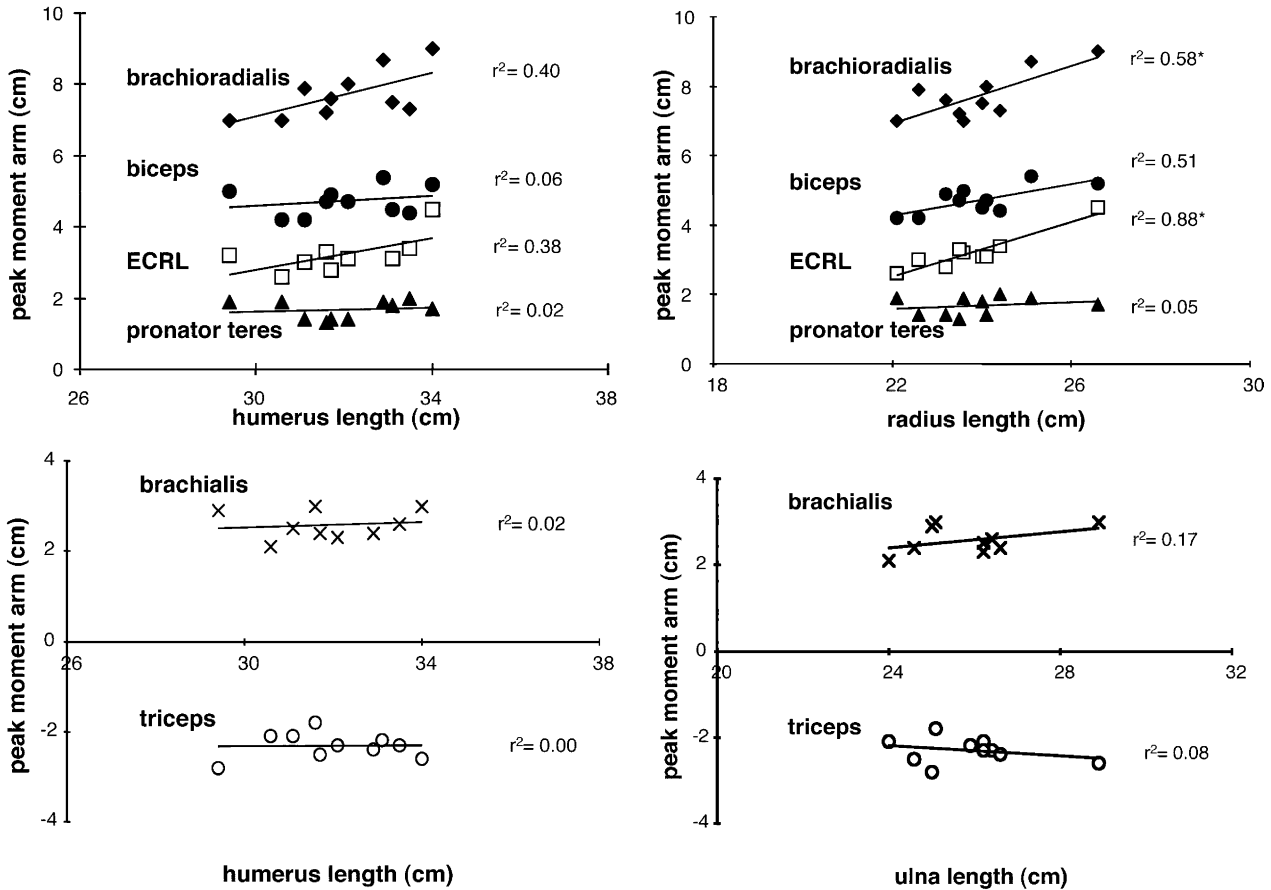 10
8
6
4
2
0
26
30
34
38
peak moment arm (cm)
humerus length (cm)
brachioradialis
r²= 0.40
biceps
r²= 0.06
ECRL
r²= 0.38
pronator teres
r²= 0.02
10
8
6
4
2
0
18
22
26
30
peak moment arm (cm)
radius length (cm)
brachioradialis
r²= 0.58*
biceps
r²= 0.51
ECRL
r²= 0.88*
pronator teres
r²= 0.05
4
2
0
-2
-4
26
30
34
38
peak moment arm (cm)
humerus length (cm)
brachialis
r²= 0.02
triceps
r²= 0.00
4
2
0
-2
-4
20
24
28
32
peak moment arm (cm)
ulna length (cm)
brachialis
r²= 0.17
triceps
r²= 0.08